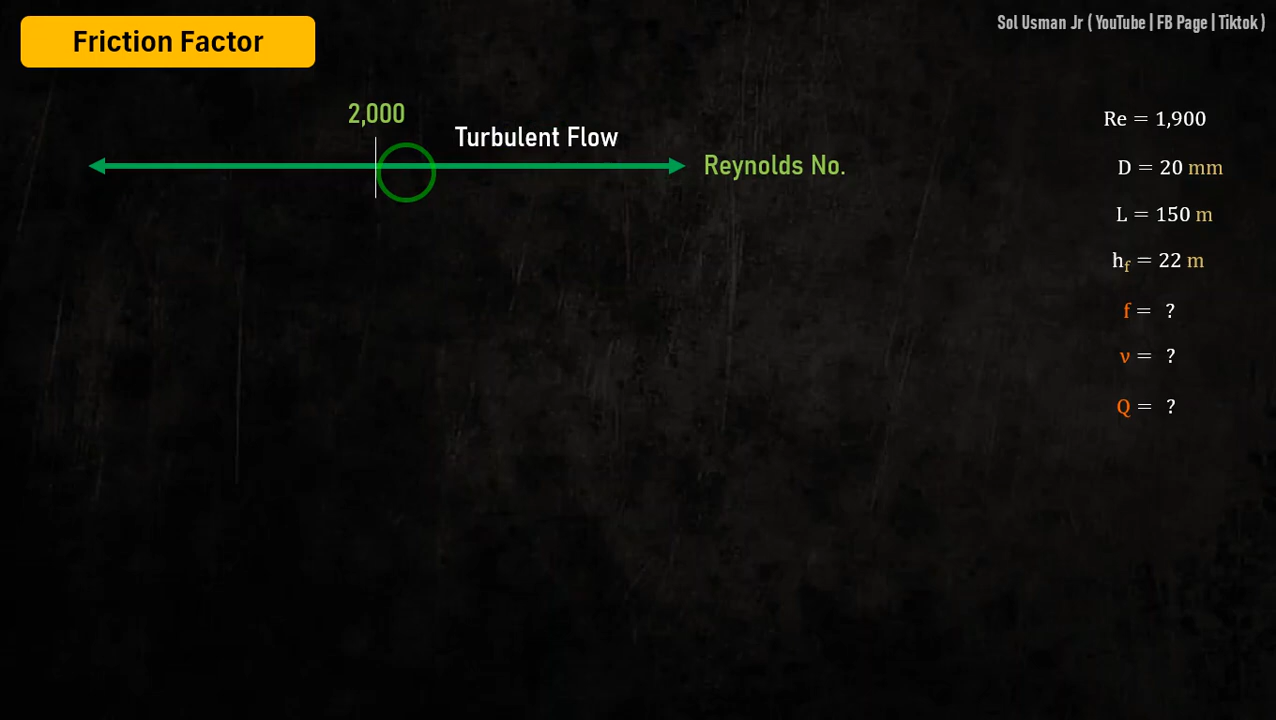 Friction Factor
Sol Usman Jr ( YouTube | FB Page | Tiktok )
2,000
Turbulent Flow
Reynolds No.
Re = 1,900
D = 20 mm
L = 150 m
hf = 22 m
f = ?
ν = ?
Q = ?